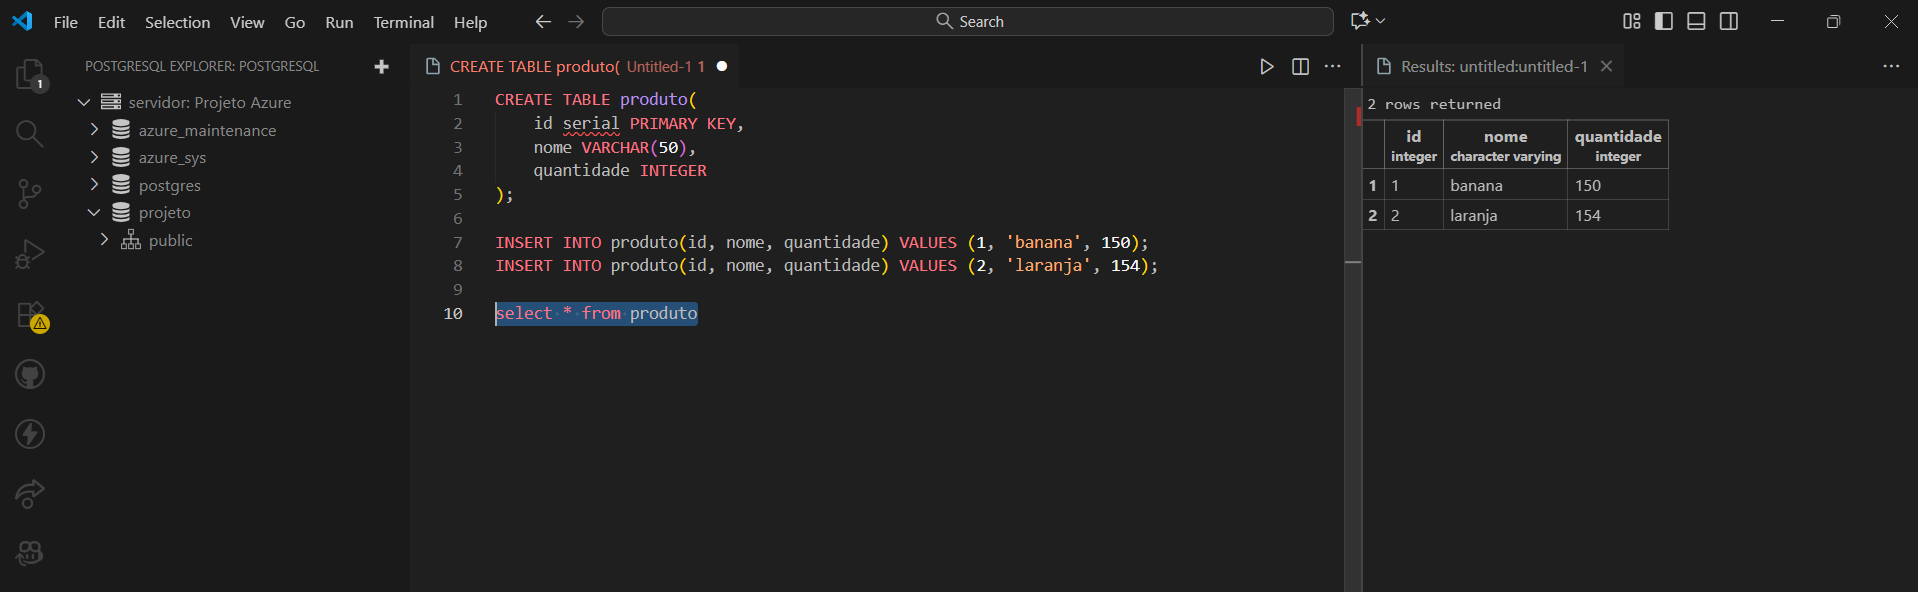 File Edit Selection View Go Run Terminal Help Search
POSTGRESQL EXPLORER: POSTGRESQL
servidor: Projeto Azure
azure_maintenance
azure_sys
postgres
projeto
public
1
CREATE TABLE produto( Untitled-1 1
1 CREATE TABLE produto(
2 id serial PRIMARY KEY,
3 nome VARCHAR(50),
4 quantidade INTEGER
5 );
6
7 INSERT INTO produto(id, nome, quantidade) VALUES (1, 'banana', 150);
8 INSERT INTO produto(id, nome, quantidade) VALUES (2, 'laranja', 154);
9
10 select * from produto
Results: untitled:untitled-1
2 rows returned
id nome quantidade
integer character varying integer
1 1 banana 150
2 2 laranja 154